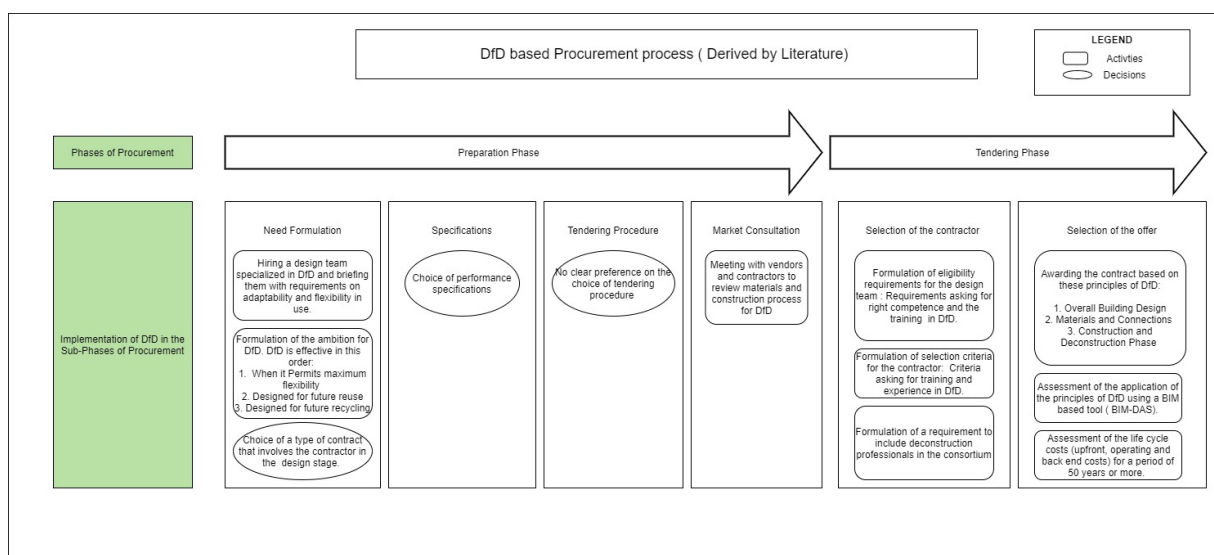 DfD based Procurement process ( Derived by Literature)
LEGEND
Activties
Decisions
Phases of Procurement
Preparation Phase
Tendering Phase
Implementation of DfD in the
Sub-Phases of Procurement
Need Formulation
Hiring a design team
specialized in DfD and briefing
them with requirements on
adaptability and flexibility in
use.
Formulation of the ambition for
DfD. DfD is effective in this
order:
1. When it Permits maximum
flexibility
2. Designed for future reuse
3. Designed for future recycling
Choice of a type of contract
that involves the contractor in
the design stage.
Specifications
Choice of performance
specifications
Tendering Procedure
No clear preference on the
choice of tendering
procedure
Market Consultation
Meeting with vendors
and contractors to
review materials and
construction process
for DfD
Selection of the contractor
Formulation of eligibility
requirements for the design
team : Requirements asking for
right competence and the
training in DfD.
Formulation of selection criteria
for the contractor: Criteria
asking for training and
experience in DfD.
Formulation of a requirement to
include deconstruction
professionals in the consortium
Selection of the offer
Awarding the contract based on
these principles of DfD:
1. Overall Building Design
2. Materials and Connections
3. Construction and
Deconstruction Phase
Assessment of the application of
the principles of DfD using a BIM
based tool ( BIM-DAS).
Assessment of the life cycle
costs (upfront, operating and
back end costs) for a period of
50 years or more.